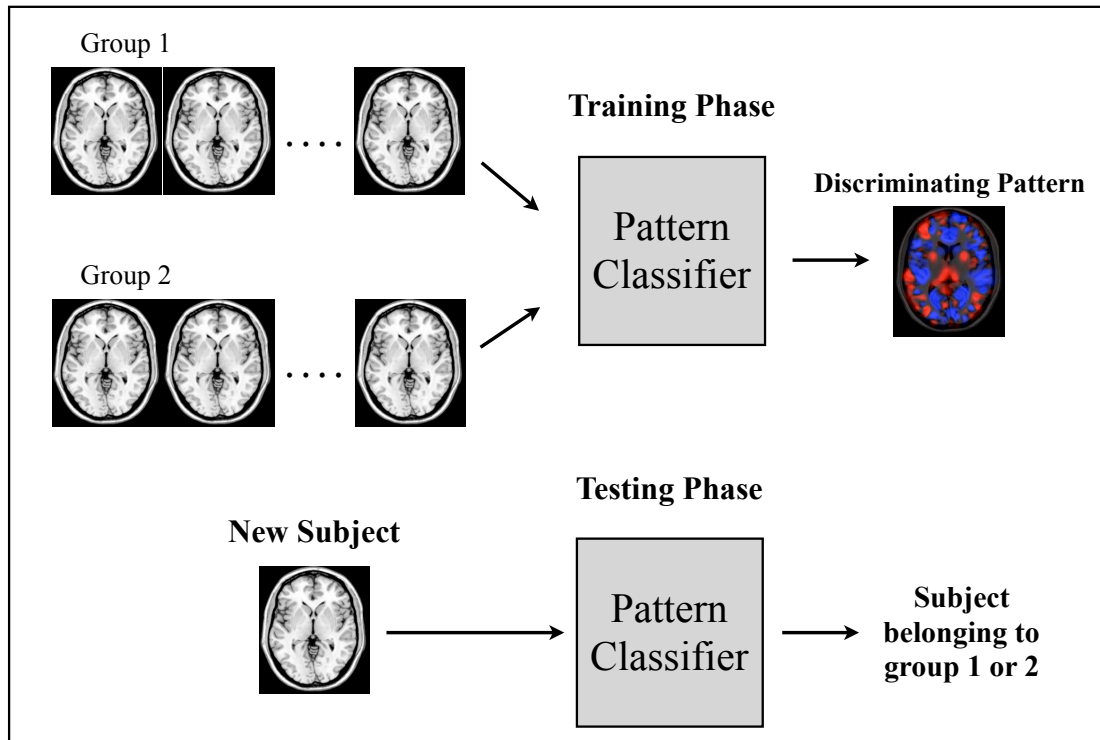 Group 1
. . . .
Training Phase
Pattern
Classifier
Discriminating Pattern
Group 2
. . . .
Testing Phase
New Subject
Pattern
Classifier
Subject
belonging to
group 1 or 2